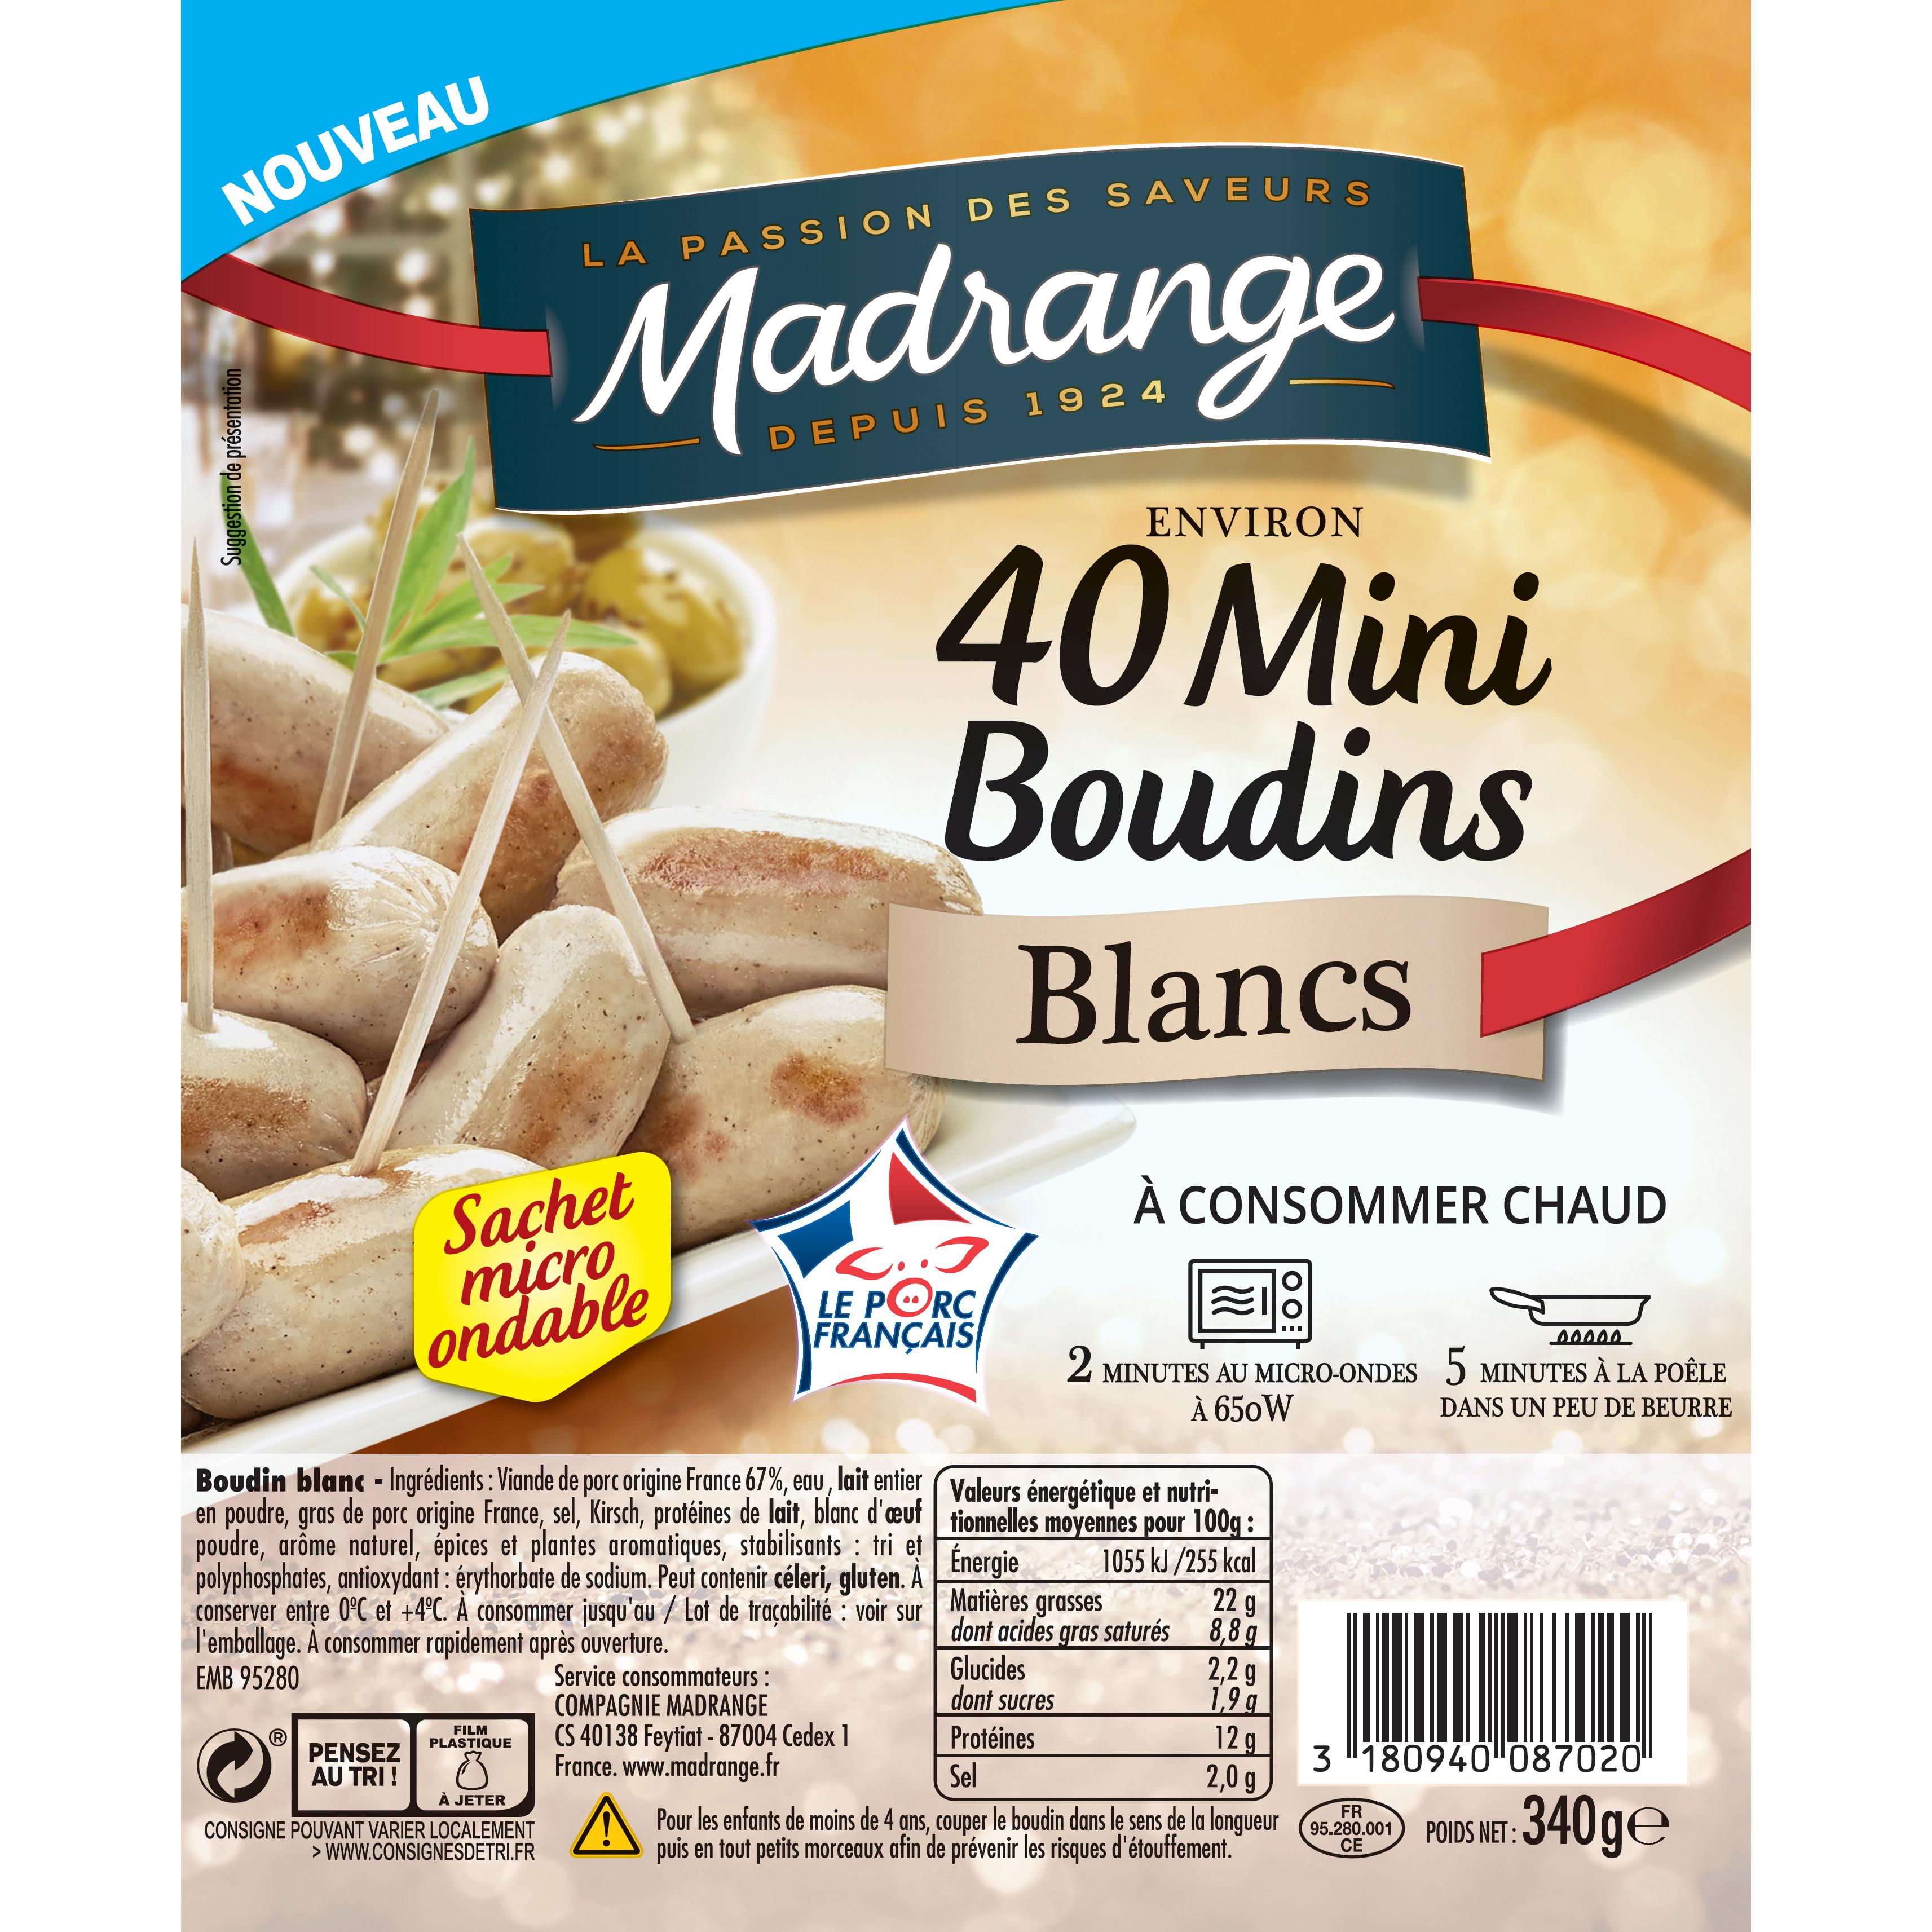 NOUVEAU
LA PASSION DES SAVEURS
Madrange
DEPUIS 1924
Suggestion de présentation
ENVIRON
40 Mini
Boudins
Blancs
Sachet
micro
ondable
LE PORC
FRANÇAIS
À CONSOMMER CHAUD
2 MINUTES AU MICRO-ONDES
À 650W
5 MINUTES À LA POÊLE
DANS UN PEU DE BEURRE
Boudin blanc - Ingrédients : Viande de porc origine France 67%, eau , lait entier
en poudre, gras de porc origine France, sel, Kirsch, protéines de lait, blanc d'œuf
poudre, arôme naturel, épices et plantes aromatiques, stabilisants : tri et
polyphosphates, antioxydant : érythorbate de sodium. Peut contenir céleri, gluten. À
conserver entre 0ºC et +4ºC. À consommer jusqu'au / Lot de traçabilité : voir sur
l'emballage. À consommer rapidement après ouverture.
EMB 95280
Service consommateurs :
COMPAGNIE MADRANGE
CS 40138 Feytiat - 87004 Cedex 1
France. www.madrange.fr
®
PENSEZ
AU TRI !
FILM
PLASTIQUE
À JETER
CONSIGNE POUVANT VARIER LOCALEMENT
> WWW.CONSIGNESDETRI.FR
Valeurs énergétique et nutri-
tionnelles moyennes pour 100g :
Énergie 1055 kJ /255 kcal
Matières grasses 22 g
dont acides gras saturés 8,8 g
Glucides 2,2 g
dont sucres 1,9 g
Protéines 12 g
Sel 2,0 g
!
Pour les enfants de moins de 4 ans, couper le boudin dans le sens de la longueur
puis en tout petits morceaux afin de prévenir les risques d'étouffement.
3 180940 087020
FR
95.280.001
CE
POIDS NET : 340g e